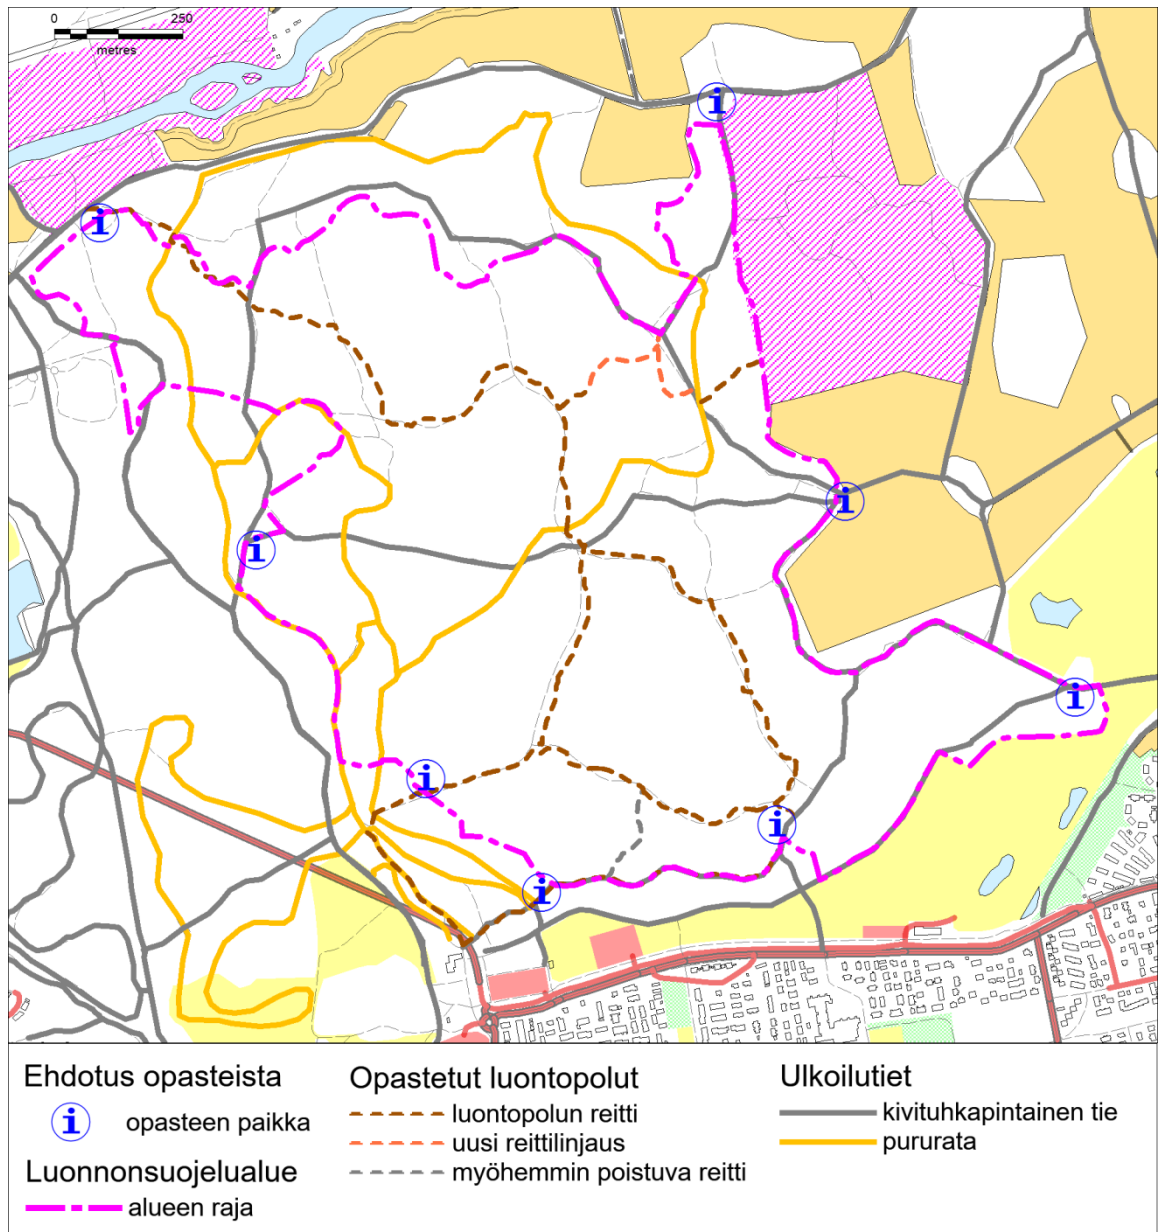 0 250
metres
i
i
i
i
i
i
i
i
Ehdotus opasteista
i opasteen paikka
Luonnonsuojelualue
alueen raja
Opastetut luontopolut
luontopolun reitti
uusi reittilinjaus
myöhemmin poistuva reitti
Ulkoilutiet
kivituhkapintainen tie
pururata